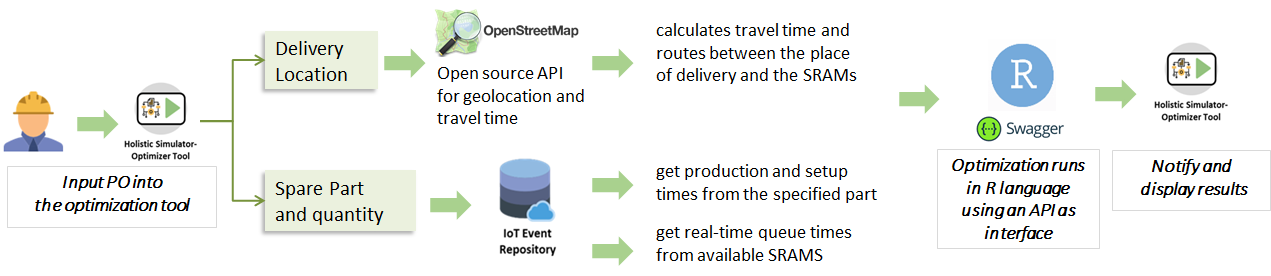 Holistic Simulator-
Optimizer Tool
Input PO into
the optimization tool
Delivery
Location
OpenStreetMap
Open source API
for geolocation and
travel time
calculates travel time and
routes between the place
of delivery and the SRAMs
Spare Part
and quantity
IoT Event
Repository
get production and setup
times from the specified part
get real-time queue times
from available SRAMS
R
{···} Swagger
Optimization runs
in R language
using an API as
interface
Holistic Simulator-
Optimizer Tool
Notify and
display results